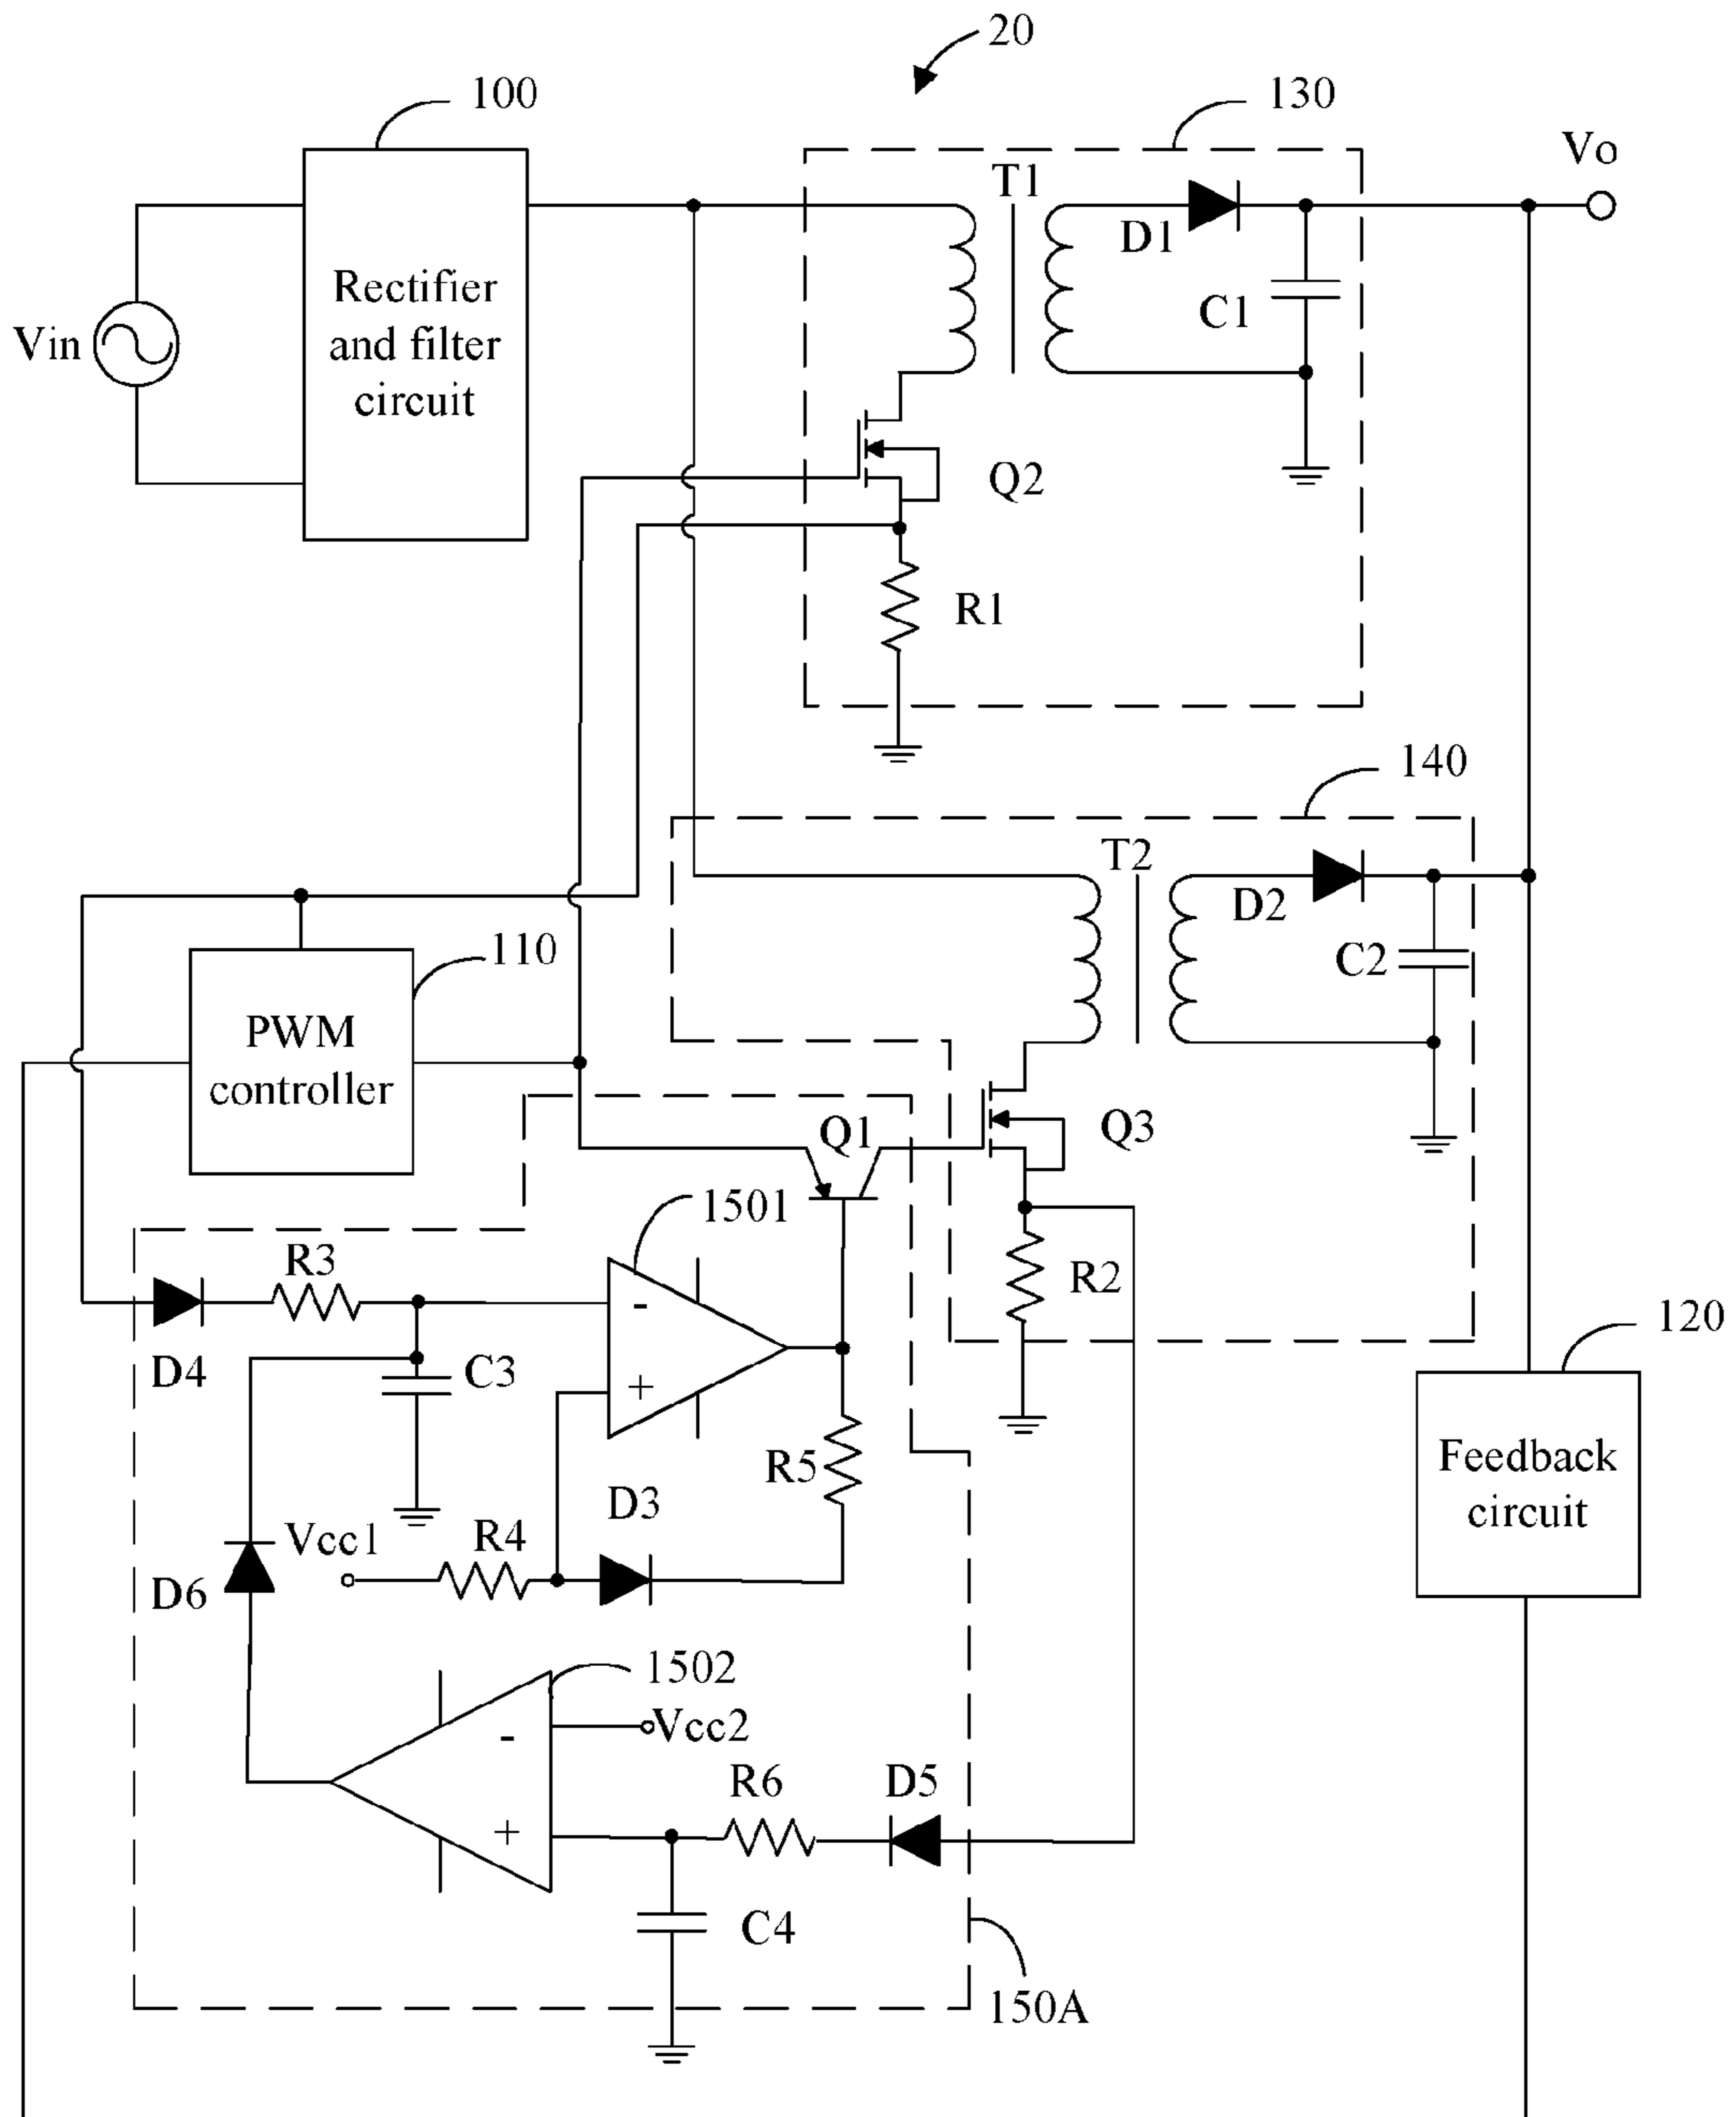 20
100
130
Vo
T1
D1
C1
Rectifier
and filter
circuit
Vin
Q2
R1
140
T2
D2
C2
110
PWM
controller
Q1
Q3
1501
R3
R2
120
-
D4
C3
+
R5
Feedback
circuit
D3
Vcc1
R4
D6
1502
Vcc2
-
R6
D5
+
C4
150A